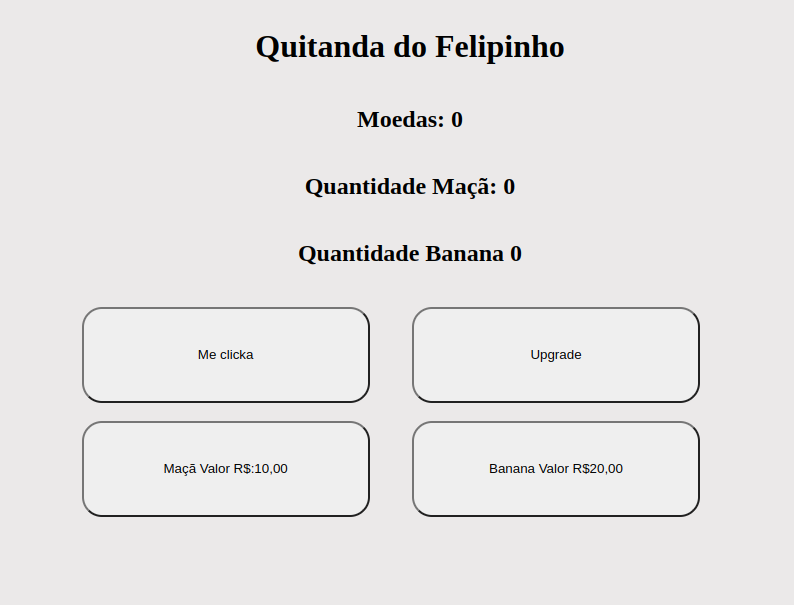 Quitanda do Felipinho
Moedas: 0
Quantidade Maçã: 0
Quantidade Banana 0
Me clicka
Upgrade
Maçã Valor R$:10,00
Banana Valor R$20,00